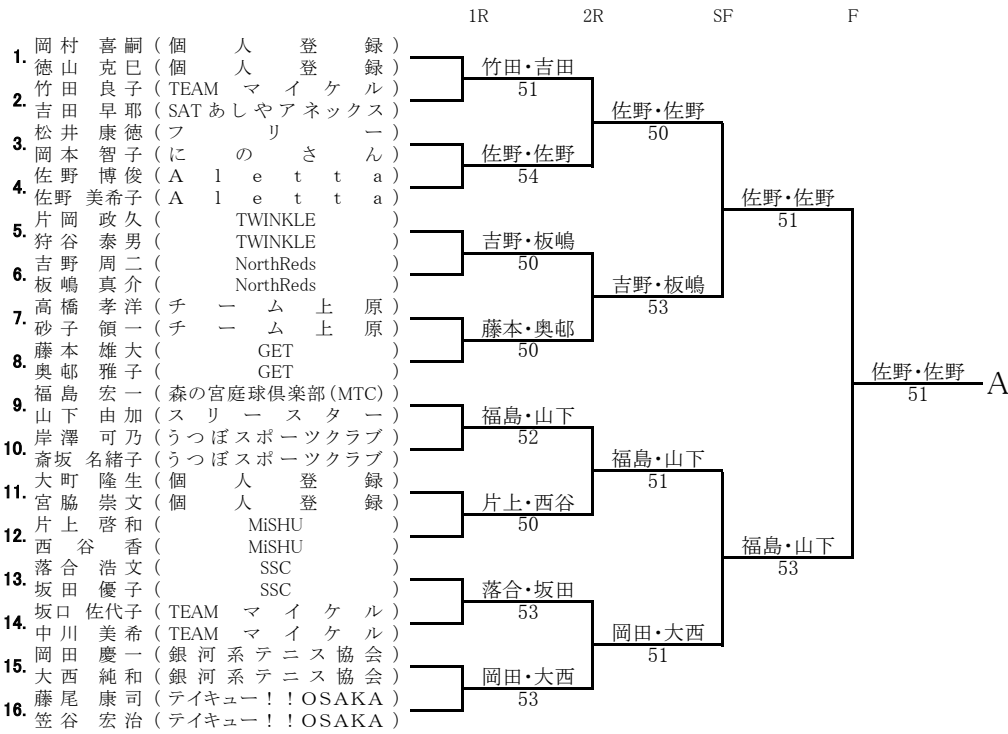 1R 2R SF F
1. 岡村 喜嗣 (個人登録)
徳山 克巳 (個人登録)
竹田・吉田
51
2. 竹田 良子 (TEAM マイケル)
吉田 早耶 (SATあしやアネックス)
佐野・佐野
50
3. 松井 康徳 (フリー)
岡本 智子 (にのさん)
佐野・佐野
54
4. 佐野 博俊 (Aletta)
佐野 美希子 (Aletta)
佐野・佐野
51
5. 片岡 政久 (TWINKLE)
狩谷 泰男 (TWINKLE)
吉野・板嶋
50
6. 吉野 周二 (NorthReds)
板嶋 真介 (NorthReds)
吉野・板嶋
53
7. 高橋 孝洋 (チーム上原)
砂子 領一 (チーム上原)
藤本・奥邨
50
8. 藤本 雄大 (GET)
奥邨 雅子 (GET)
佐野・佐野
51
A
9. 福島 宏一 (森の宮庭球倶楽部(MTC))
山下 由加 (スリースター)
福島・山下
52
10. 岸澤 可乃 (うつぼスポーツクラブ)
斎坂 名緒子 (うつぼスポーツクラブ)
福島・山下
51
11. 大町 隆生 (個人登録)
宮脇 崇文 (個人登録)
片上・西谷
50
12. 片上 啓和 (MiSHU)
西谷 香 (MiSHU)
福島・山下
53
13. 落合 浩文 (SSC)
坂田 優子 (SSC)
落合・坂田
53
14. 坂口 佐代子 (TEAM マイケル)
中川 美希 (TEAM マイケル)
岡田・大西
51
15. 岡田 慶一 (銀河系テニス協会)
大西 純和 (銀河系テニス協会)
岡田・大西
53
16. 藤尾 康司 (テイキュー！！OSAKA)
笠谷 宏治 (テイキュー！！OSAKA)